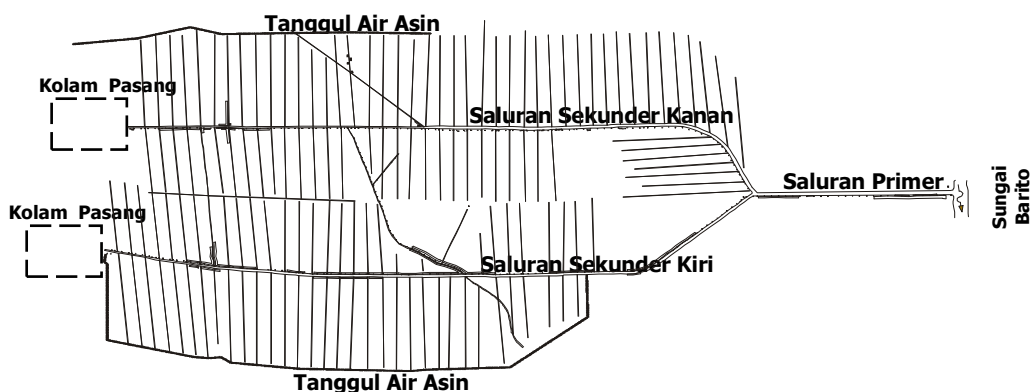 Tanggul Air Asin
Kolam Pasang
Saluran Sekunder Kanan
Saluran Primer
Sungai
Barito
Kolam Pasang
Saluran Sekunder Kiri
Tanggul Air Asin